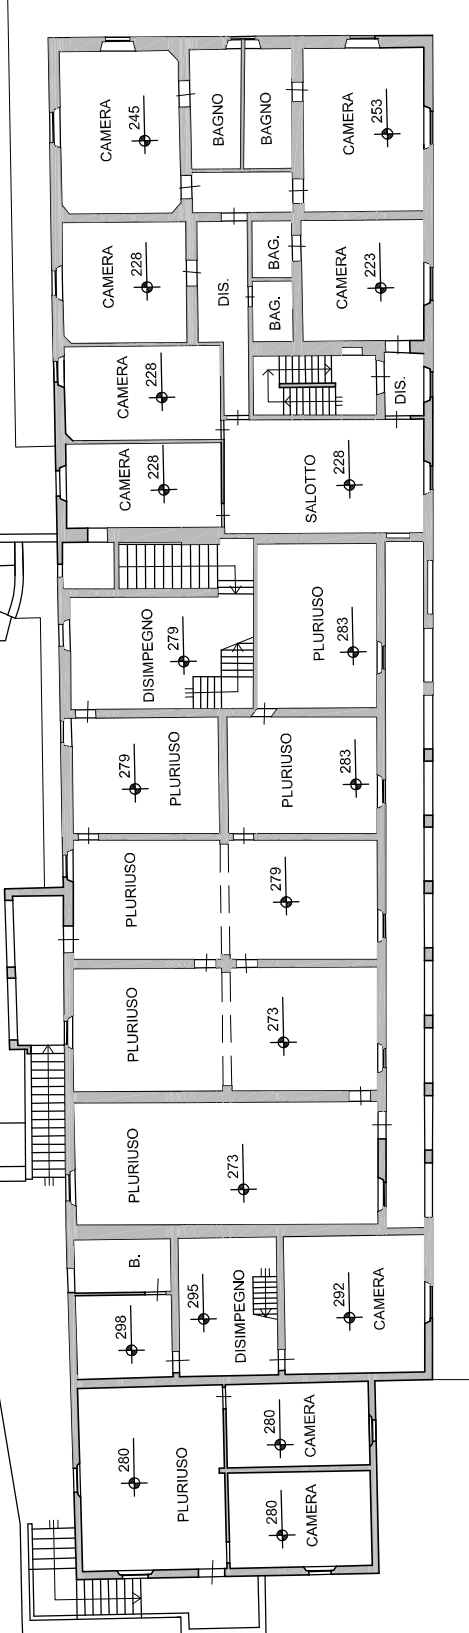 CAMERA
245
BAGNO
BAGNO
CAMERA
253
CAMERA
228
DIS.
BAG.
BAG.
CAMERA
223
CAMERA
228
DIS.
CAMERA
228
SALOTTO
228
DISIMPEGNO
279
PLURIUSO
283
279
PLURIUSO
PLURIUSO
283
PLURIUSO
279
PLURIUSO
273
PLURIUSO
273
B.
298
295
DISIMPEGNO
292
CAMERA
280
PLURIUSO
280
CAMERA
280
CAMERA